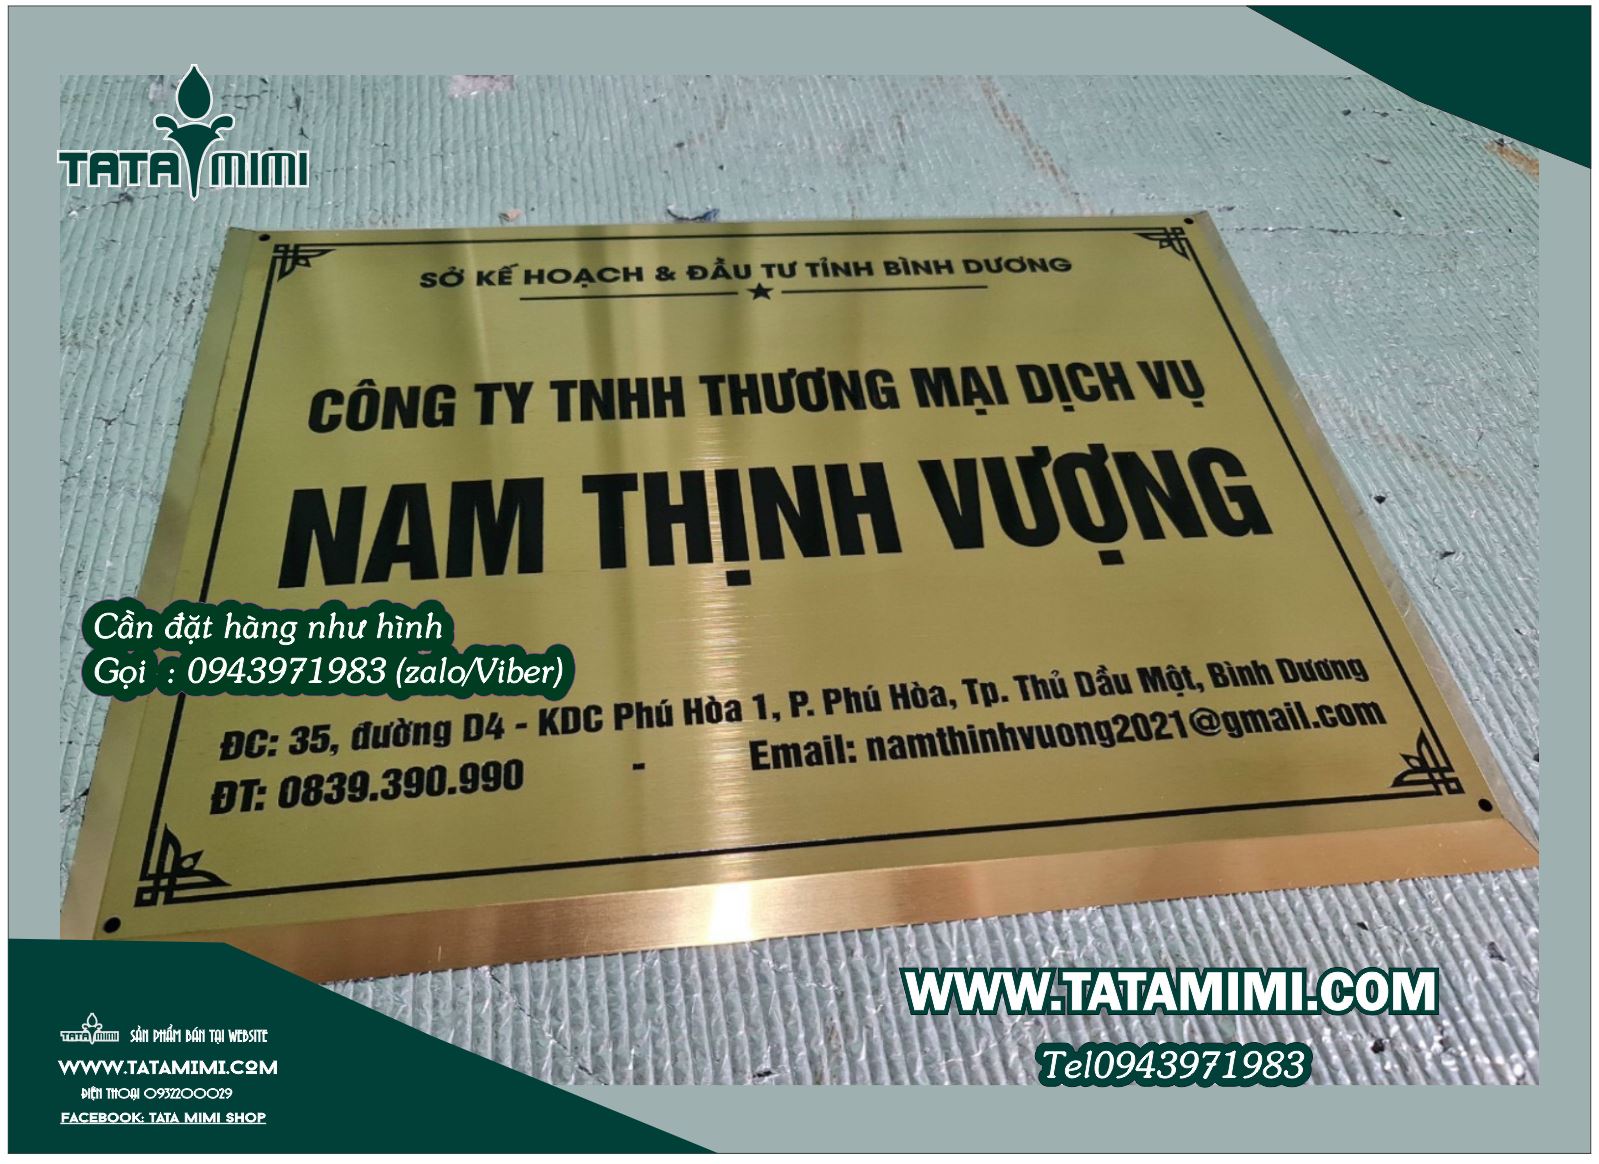 TATA MIMI
SỞ KẾ HOẠCH & ĐẦU TƯ TỈNH BÌNH DƯƠNG
CÔNG TY TNHH THƯƠNG MẠI DỊCH VỤ
NAM THỊNH VƯỢNG
Cần đặt hàng như hình
Gọi : 0943971983 (zalo/Viber)
ĐC: 35, đường D4 - KDC Phú Hòa 1, P. Phú Hòa, Tp. Thủ Dầu Một, Bình Dương
ĐT: 0839.390.990 - Email: namthinhvuong2021@gmail.com
WWW.TATAMIMI.COM
Tel0943971983
TATA MIMI SẢN PHẨM BÁN TẠI WEBSITE
WWW.TATAMIMI.COM
ĐIỆN THOẠI 0932200029
FACEBOOK: TATA MIMI SHOP